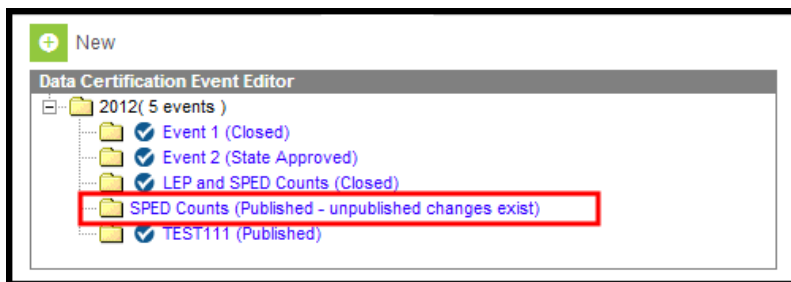 New
Data Certification Event Editor
2012( 5 events )
Event 1 (Closed)
Event 2 (State Approved)
LEP and SPED Counts (Closed)
SPED Counts (Published - unpublished changes exist)
TEST111 (Published)